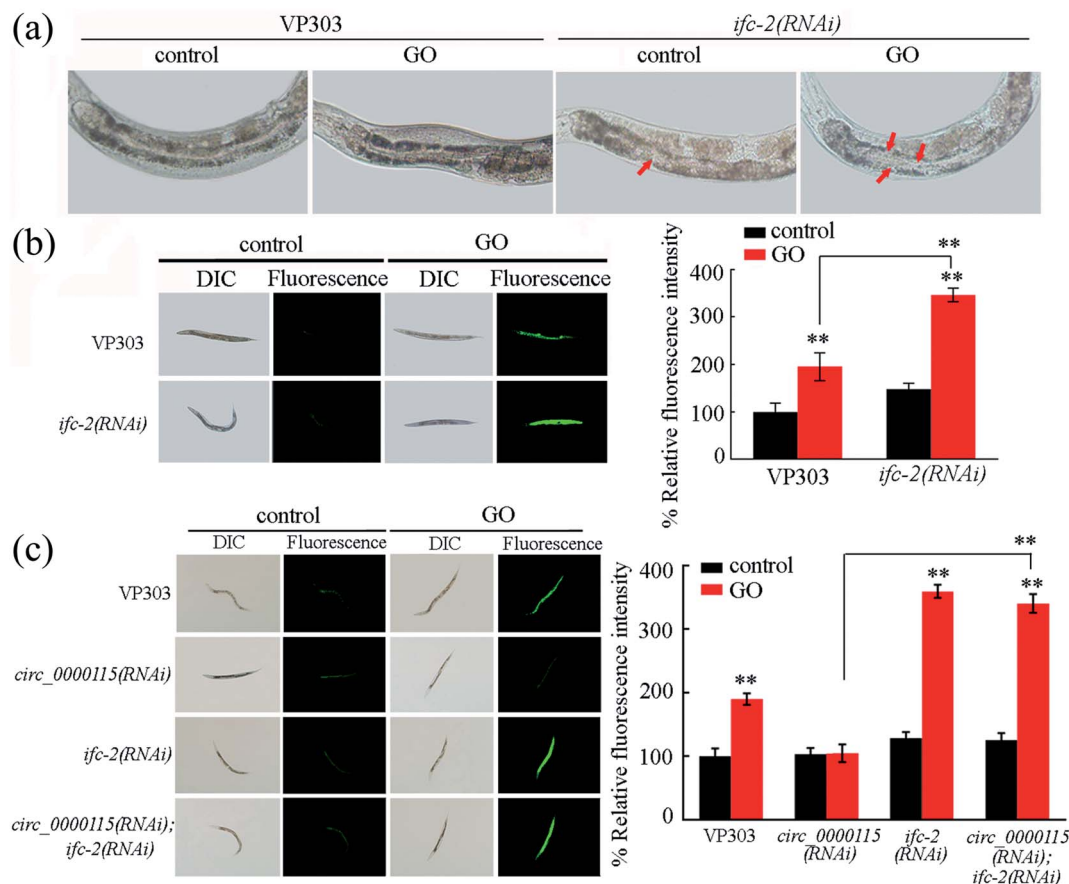 (a)
VP303 ifc-2(RNAi)
control GO control GO
(b)
control GO
DIC Fluorescence DIC Fluorescence
VP303
ifc-2(RNAi)
control
GO
% Relative fluorescence intensity
400
300
200
100
0
**
**
**
VP303 ifc-2(RNAi)
(c)
control GO
DIC Fluorescence DIC Fluorescence
VP303
circ_0000115(RNAi)
ifc-2(RNAi)
circ_0000115(RNAi);
ifc-2(RNAi)
control
GO
% Relative fluorescence intensity
400
300
200
100
0
**
**
**
**
VP303 circ_0000115 ifc-2 circ_0000115
(RNAi) (RNAi) (RNAi);
ifc-2(RNAi)